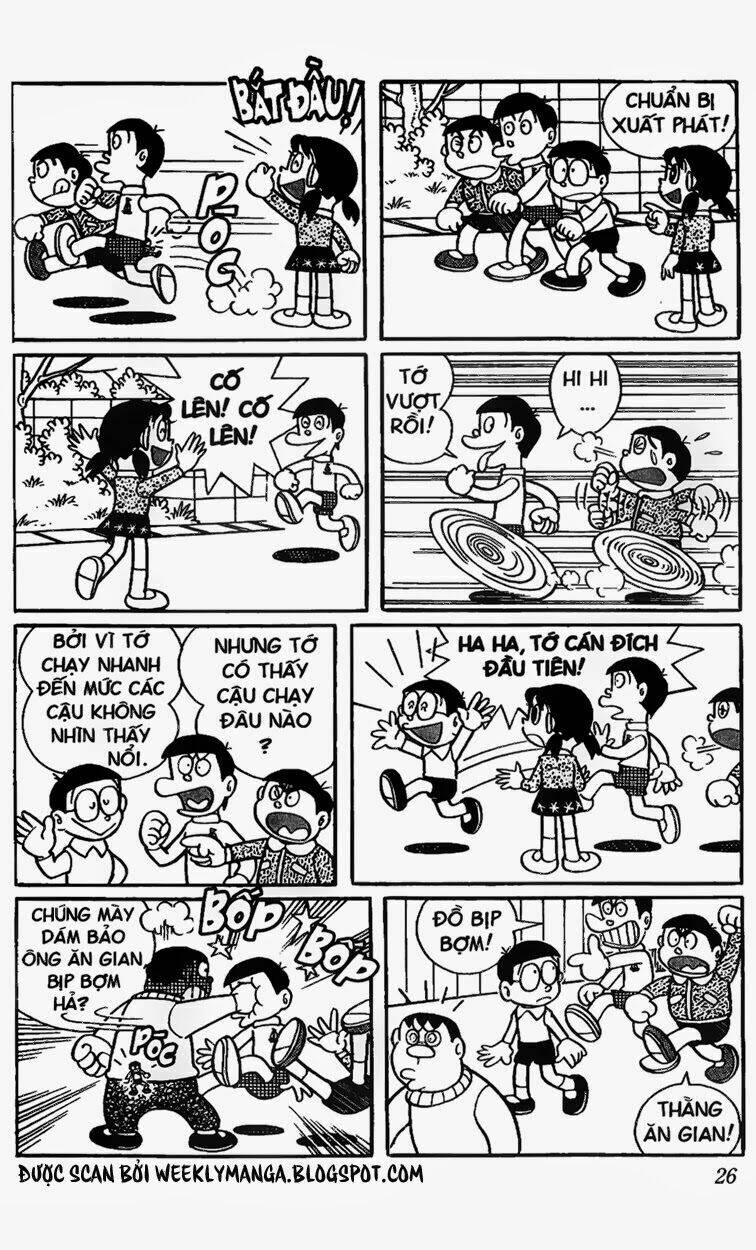 CHUẨN BỊ
XUẤT PHÁT!
BẮT ĐẦU!
PÓC
HI HI
...
TỚ
VƯỢT
RỒI!
CỐ
LÊN! CỐ
LÊN!
HA HA, TỚ CÁN ĐÍCH
ĐẦU TIÊN!
NHƯNG TỚ
CÓ THẤY
CẬU CHẠY
ĐÂU NÀO
?
BỞI VÌ TỚ
CHẠY NHANH
ĐẾN MỨC CÁC
CẬU KHÔNG
NHÌN THẤY
NỔI.
THẰNG
ĂN GIAN!
ĐỒ BỊP
BỢM!
CHÚNG MÀY
DÁM BẢO
ÔNG ĂN GIAN
BỊP BỢM
HẢ?
BỐP
BỐP
PÓC
ĐƯỢC SCAN BỞI WEEKLYMANGA.BLOGSPOT.COM
26